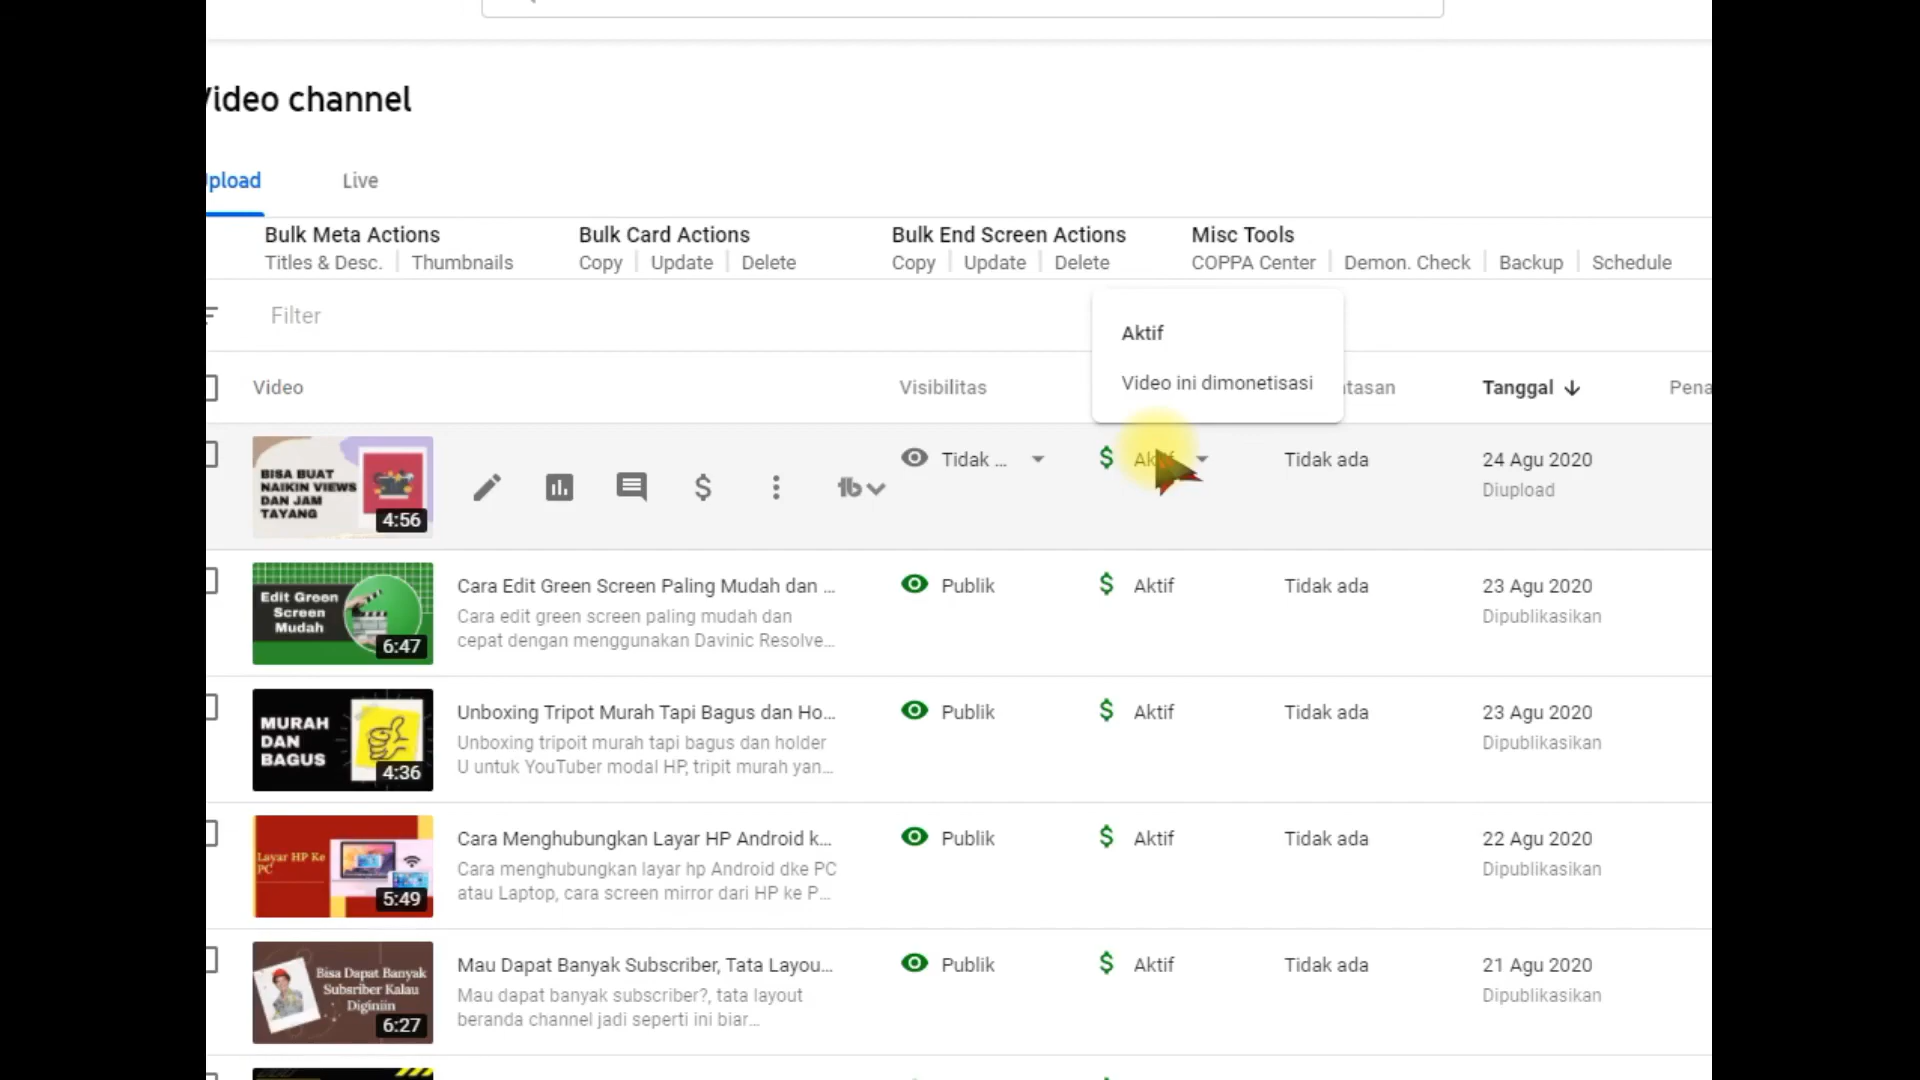 Video channel
Upload Live
Bulk Meta Actions Bulk Card Actions Bulk End Screen Actions Misc Tools
Titles & Desc. Thumbnails Copy Update Delete Copy Update Delete COPPA Center Demon. Check Backup Schedule
Filter
Aktif
Video ini dimonetisasi
Video Visibilitas Tanggal
BISA BUAT
NAIKIN VIEWS
DAN JAM
TAYANG
4:56
Tidak ... Tidak ada 24 Agu 2020
Diupload
Edit Green
Screen
Mudah
6:47
Cara Edit Green Screen Paling Mudah dan ... Publik $ Aktif Tidak ada 23 Agu 2020
Cara edit green screen paling mudah dan Dipublikasikan
cepat dengan menggunakan Davinic Resolve...
MURAH
DAN
BAGUS
4:36
Unboxing Tripot Murah Tapi Bagus dan Ho... Publik $ Aktif Tidak ada 23 Agu 2020
Unboxing tripoit murah tapi bagus dan holder Dipublikasikan
U untuk YouTuber modal HP, tripit murah yan...
Layar HP Ke
PC
5:49
Cara Menghubungkan Layar HP Android k... Publik $ Aktif Tidak ada 22 Agu 2020
Cara menghubungkan layar hp Android dke PC Dipublikasikan
atau Laptop, cara screen mirror dari HP ke P...
Bisa Dapat Banyak
Subsriber Kalau
Diginiin
6:27
Mau Dapat Banyak Subscriber, Tata Layou... Publik $ Aktif Tidak ada 21 Agu 2020
Mau dapat banyak subscriber?, tata layout Dipublikasikan
beranda channel jadi seperti ini biar...